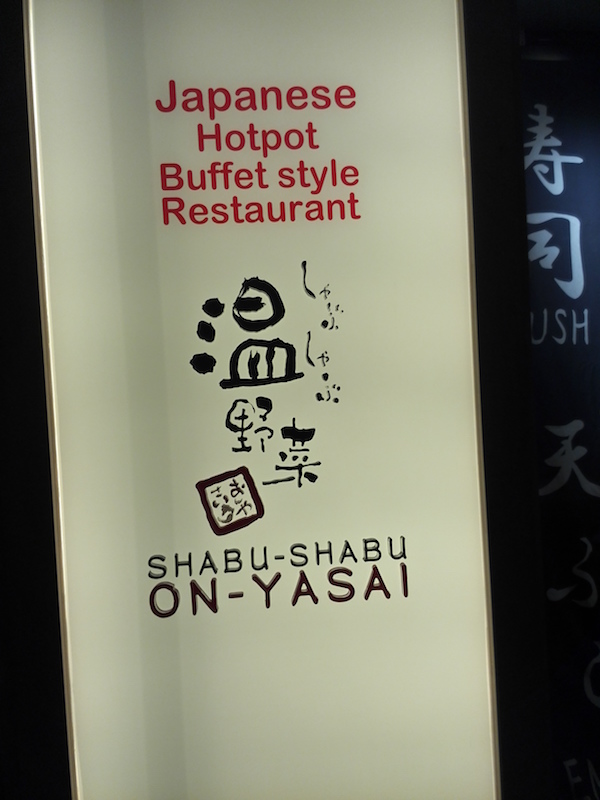 Japanese
Hotpot
Buffet style
Restaurant
しゃぶ
しゃぶ
温
野菜
SHABU-SHABU
ON-YASAI
寿
司
USH
天